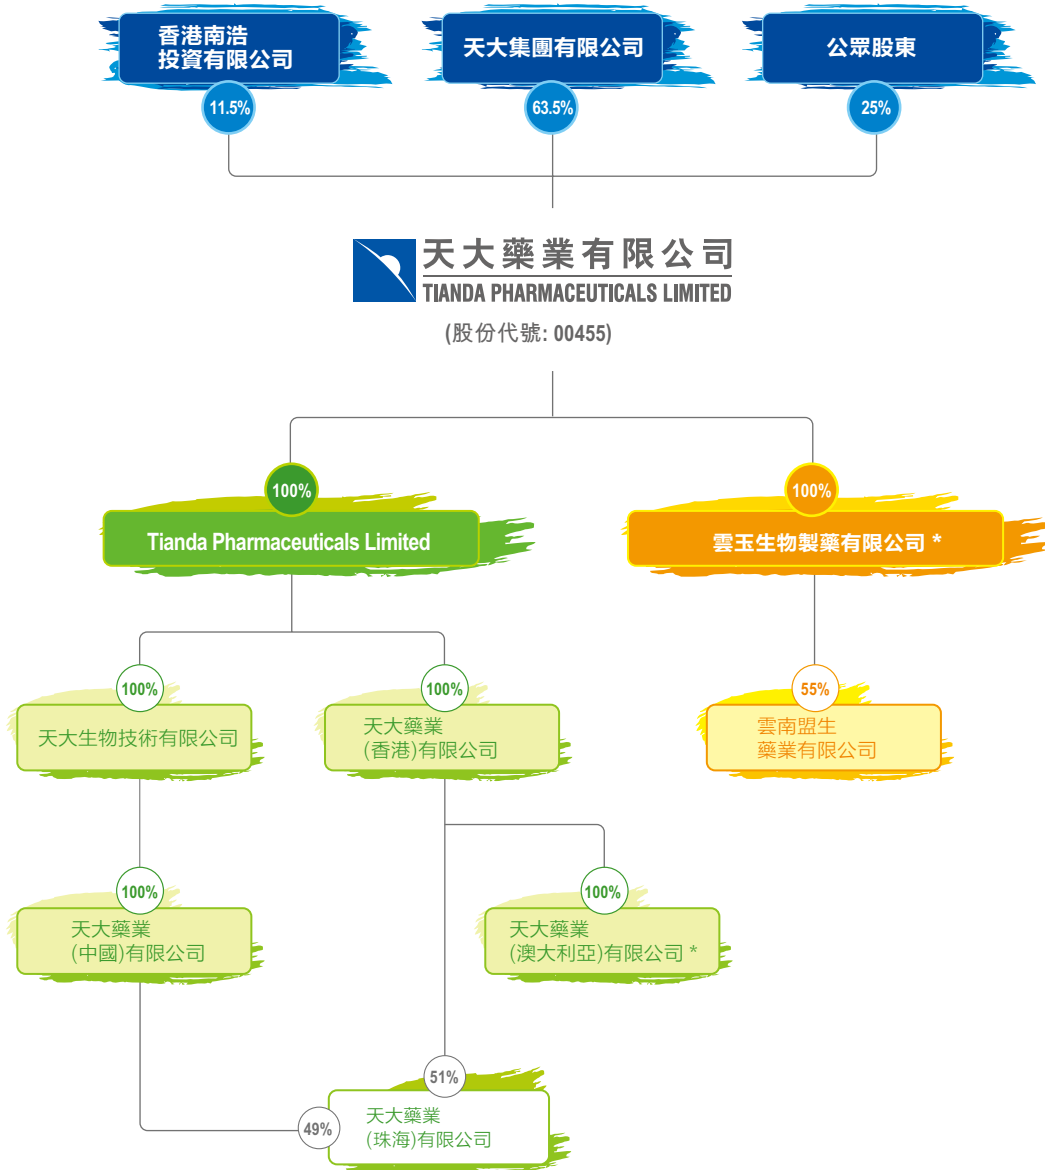 香港南浩
投資有限公司
天大集團有限公司
公眾股東
11.5%
63.5%
25%
天大藥業有限公司
TIANDA PHARMACEUTICALS LIMITED
(股份代號: 00455)
100%
100%
Tianda Pharmaceuticals Limited
雲玉生物製藥有限公司 *
100%
100%
55%
天大生物技術有限公司
天大藥業
(香港)有限公司
雲南盟生
藥業有限公司
100%
100%
天大藥業
(中國)有限公司
天大藥業
(澳大利亞)有限公司 *
51%
49%
天大藥業
(珠海)有限公司